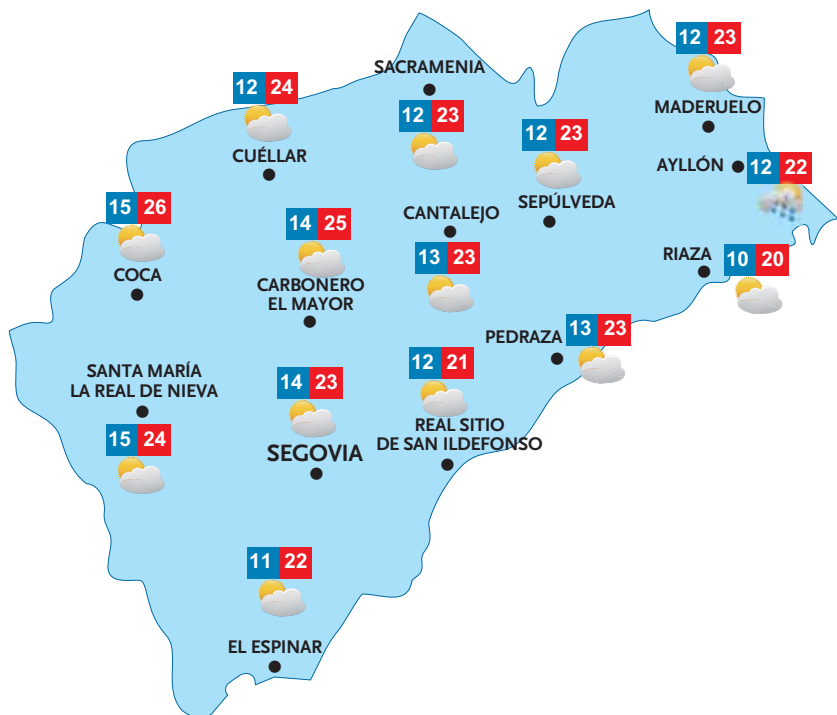 12 23
MADERUELO
SACRAMENIA
12 23
12 24
CUÉLLAR
12 23
SEPÚLVEDA
AYLLÓN
12 22
15 26
COCA
14 25
CARBONERO
EL MAYOR
CANTALEJO
13 23
RIAZA
10 20
PEDRAZA
13 23
SANTA MARÍA
LA REAL DE NIEVA
15 24
14 23
SEGOVIA
12 21
REAL SITIO
DE SAN ILDEFONSO
11 22
EL ESPINAR